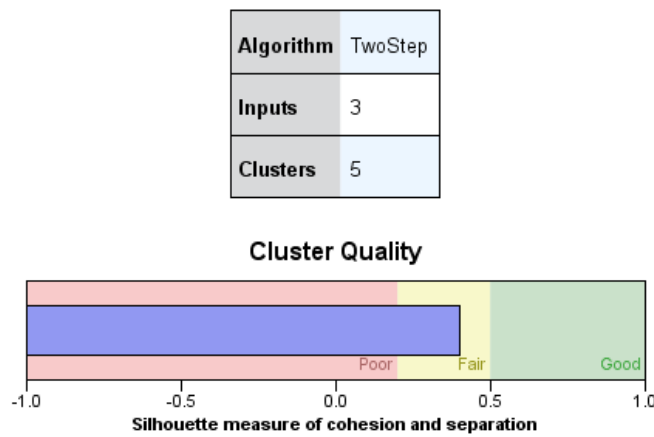 Algorithm TwoStep
Inputs 3
Clusters 5
Cluster Quality
Poor Fair Good
-1.0 -0.5 0.0 0.5 1.0
Silhouette measure of cohesion and separation